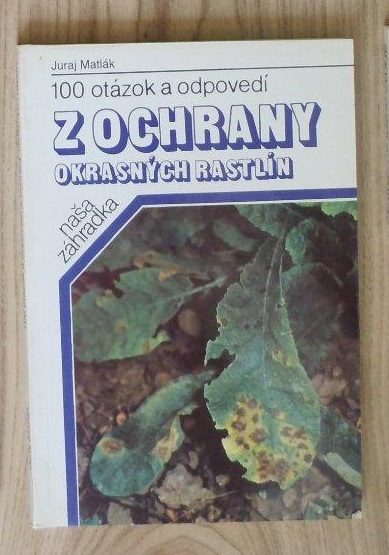 Juraj Matlák
100 otázok a odpovedí
Z OCHRANY
OKRASNÝCH RASTLÍN
naša
záhradka